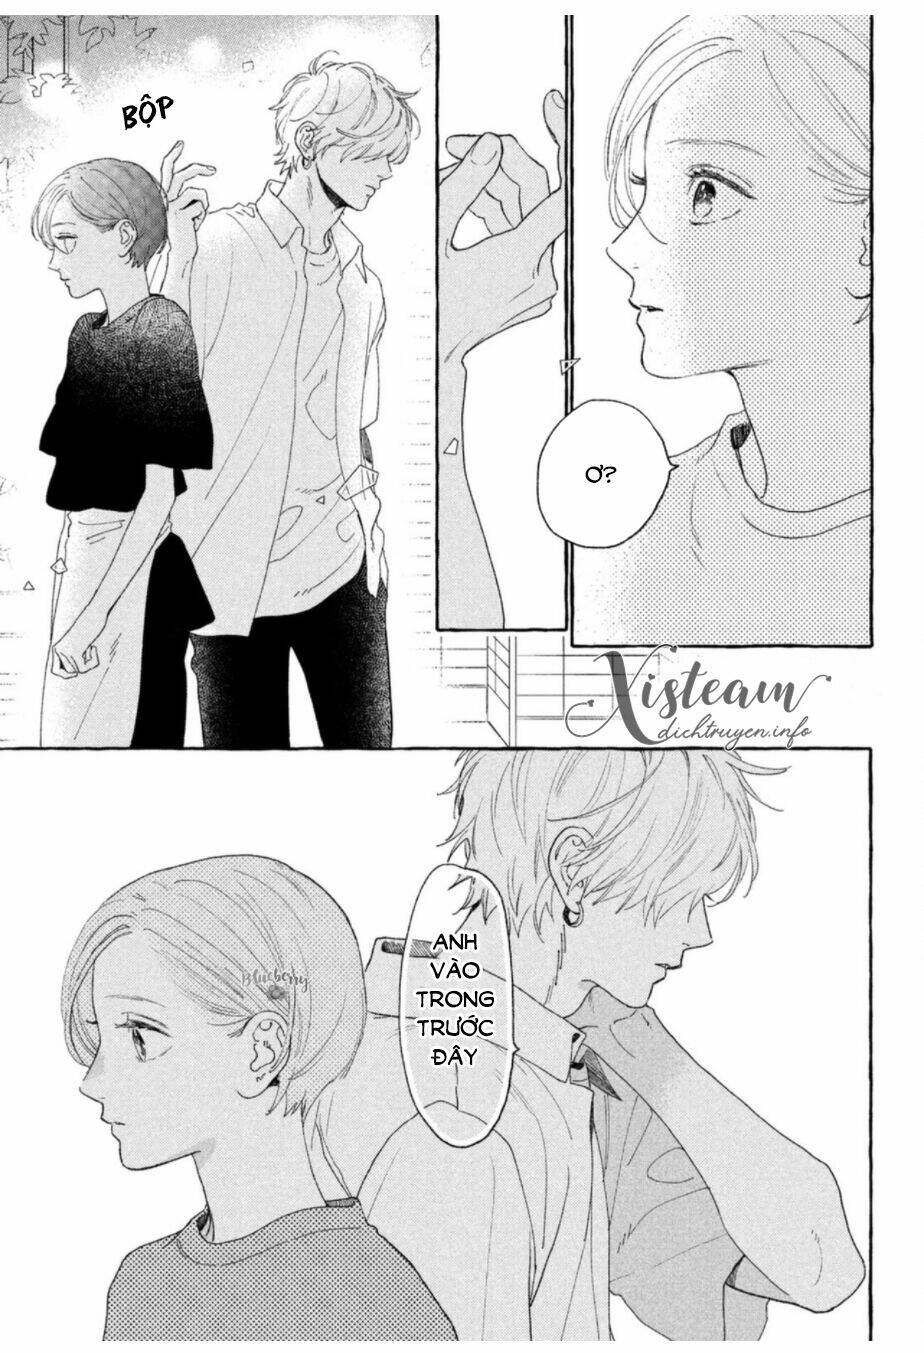 BỘP
Ơ?
Xisteam
dichtruyen.info
ANH
VÀO
TRONG
TRƯỚC
ĐÂY
Blueberry